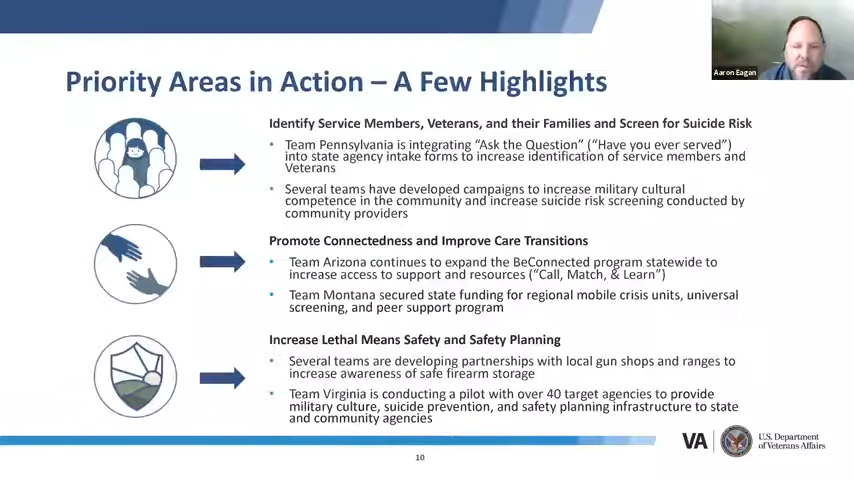 Aaron Eagan
Priority Areas in Action – A Few Highlights
Identify Service Members, Veterans, and their Families and Screen for Suicide Risk
• Team Pennsylvania is integrating “Ask the Question” (“Have you ever served”)
into state agency intake forms to increase identification of service members and
Veterans
• Several teams have developed campaigns to increase military cultural
competence in the community and increase suicide risk screening conducted by
community providers
Promote Connectedness and Improve Care Transitions
• Team Arizona continues to expand the BeConnected program statewide to
increase access to support and resources (“Call, Match, & Learn”)
• Team Montana secured state funding for regional mobile crisis units, universal
screening, and peer support program
Increase Lethal Means Safety and Safety Planning
• Several teams are developing partnerships with local gun shops and ranges to
increase awareness of safe firearm storage
• Team Virginia is conducting a pilot with over 40 target agencies to provide
military culture, suicide prevention, and safety planning infrastructure to state
and community agencies
VA
U.S. Department
of Veterans Affairs
10